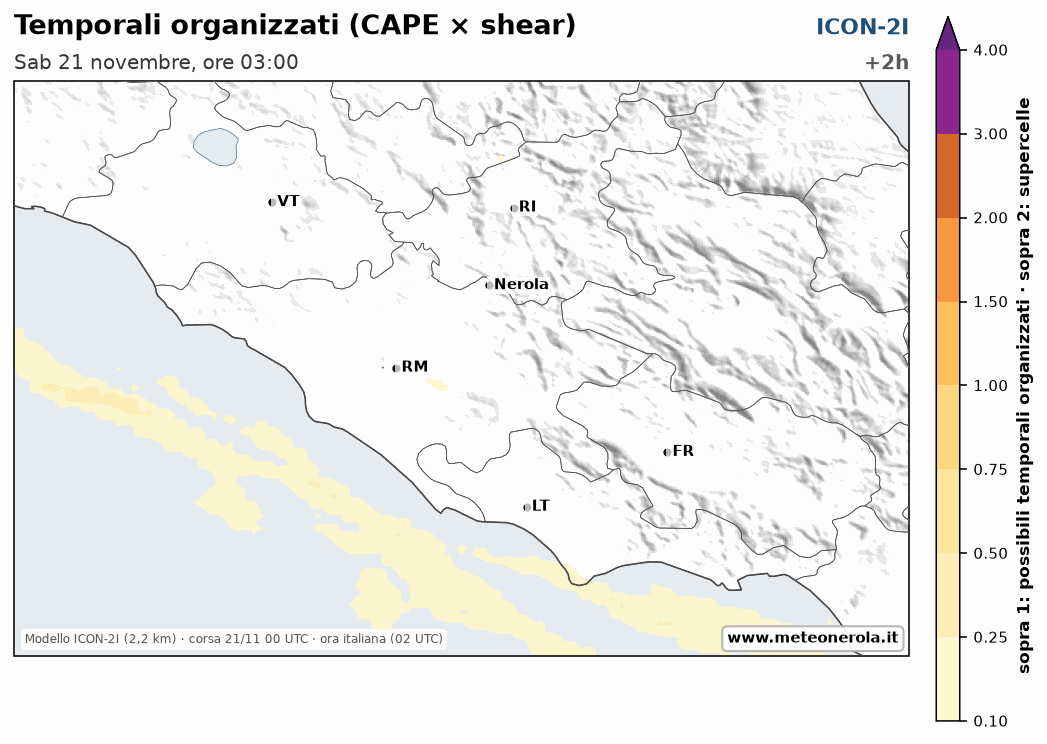 Temporali organizzati (CAPE × shear)
ICON-2I
Sab 21 novembre, ore 03:00
+2h
VT
RI
Nerola
RM
FR
LT
Modello ICON-2I (2,2 km) · corsa 21/11 00 UTC · ora italiana (02 UTC)
www.meteonerola.it
4.00
3.00
2.00
1.50
1.00
0.75
0.50
0.25
0.10
sopra 1: possibili temporali organizzati · sopra 2: supercelle